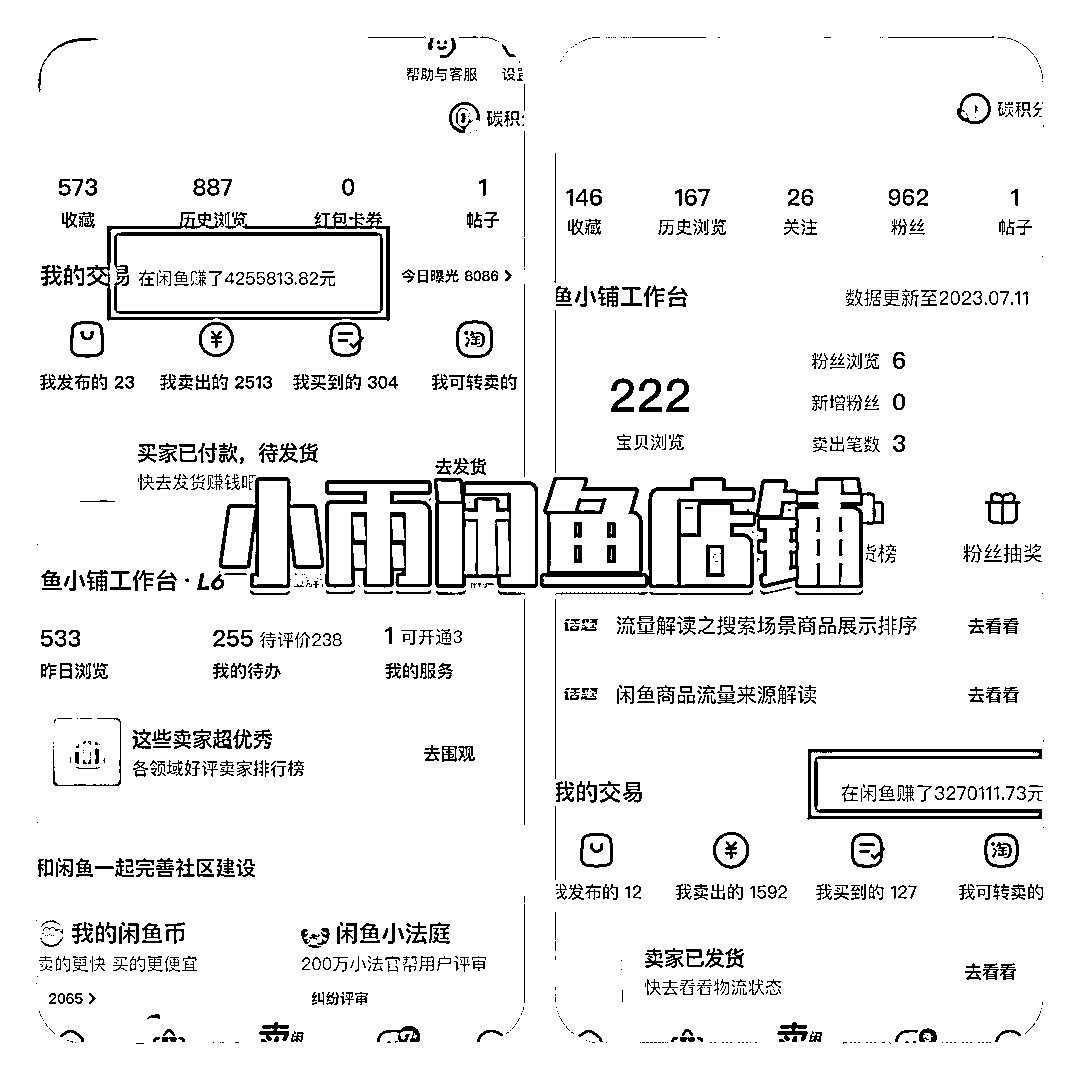 帮助与客服
碳积
573 887 0 1
收藏 历史浏览 红包卡券 帖子
我的交易 在闲鱼赚了4255813.82元 今日曝光 8086
我发布的 23 我卖出的 2513 我买到的 304 我可转卖的
淘
买家已付款，待发货
快去发货赚钱吧
去发货
鱼小铺工作台 · L6
533 255 待评价238 1 可开通3
昨日浏览 我的待办 我的服务
这些卖家超优秀
各领域好评卖家排行榜
去围观
和闲鱼一起完善社区建设
我的闲鱼币 闲鱼小法庭
卖的更快 买的更便宜 200万小法官帮用户评审
2065 纠纷评审
卖闲
小雨闲鱼店铺
碳积分
146 167 26 962 1
收藏 历史浏览 关注 粉丝 帖子
鱼小铺工作台 数据更新至2023.07.11
粉丝浏览 6
222 新增粉丝 0
宝贝浏览 卖出笔数 3
货榜 粉丝抽奖
话题 流量解读之搜索场景商品展示排序 去看看
话题 闲鱼商品流量来源解读 去看看
我的交易 在闲鱼赚了3270111.73元
淘
我发布的 12 我卖出的 1592 我买到的 127 我可转卖的
卖家已发货
快去看看物流状态
去看看
卖闲